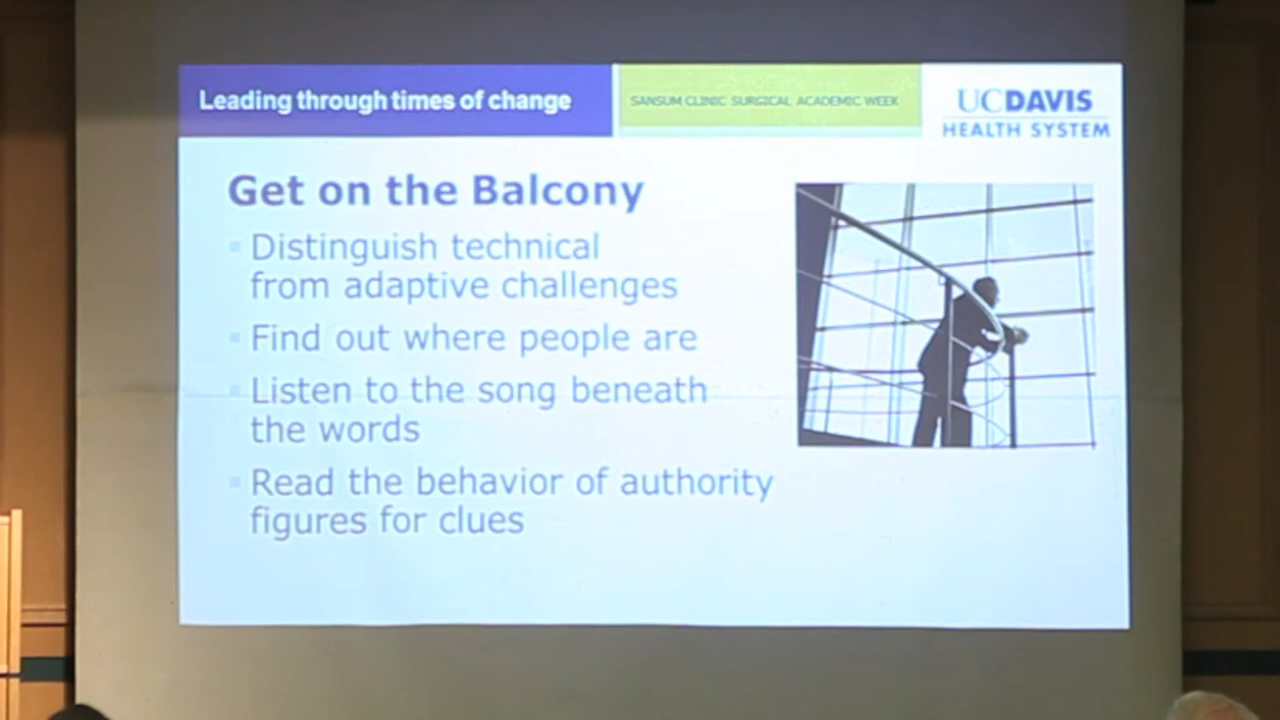 Leading through times of change
SANSUM CLINIC SURGICAL ACADEMIC WEEK
UCDAVIS
HEALTH SYSTEM
Get on the Balcony
Distinguish technical
from adaptive challenges
Find out where people are
Listen to the song beneath
the words
Read the behavior of authority
figures for clues